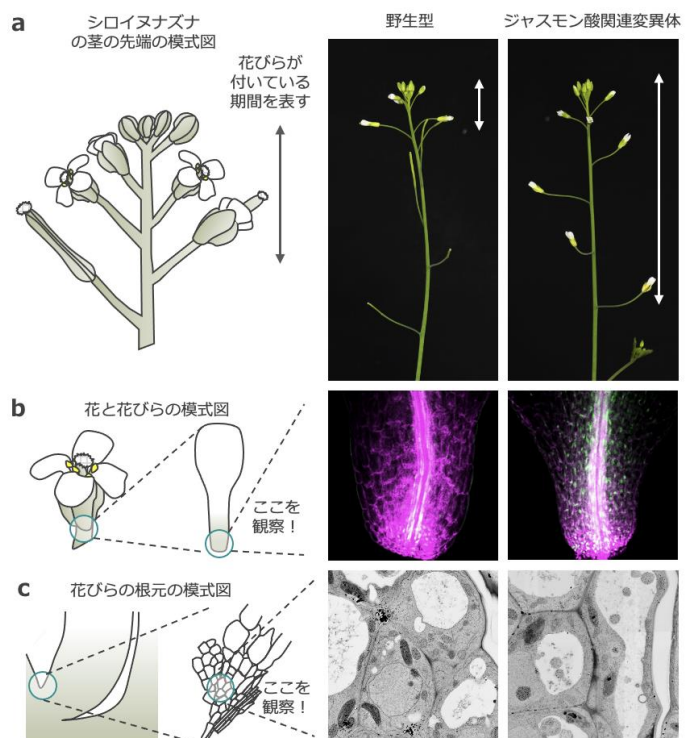 a
シロイヌナズナ
の茎の先端の模式図
花びらが
付いている
期間を表す
野生型
ジャスモン酸関連変異体
b
花と花びらの模式図
ここを
観察！
c
花びらの根元の模式図
ここを
観察！